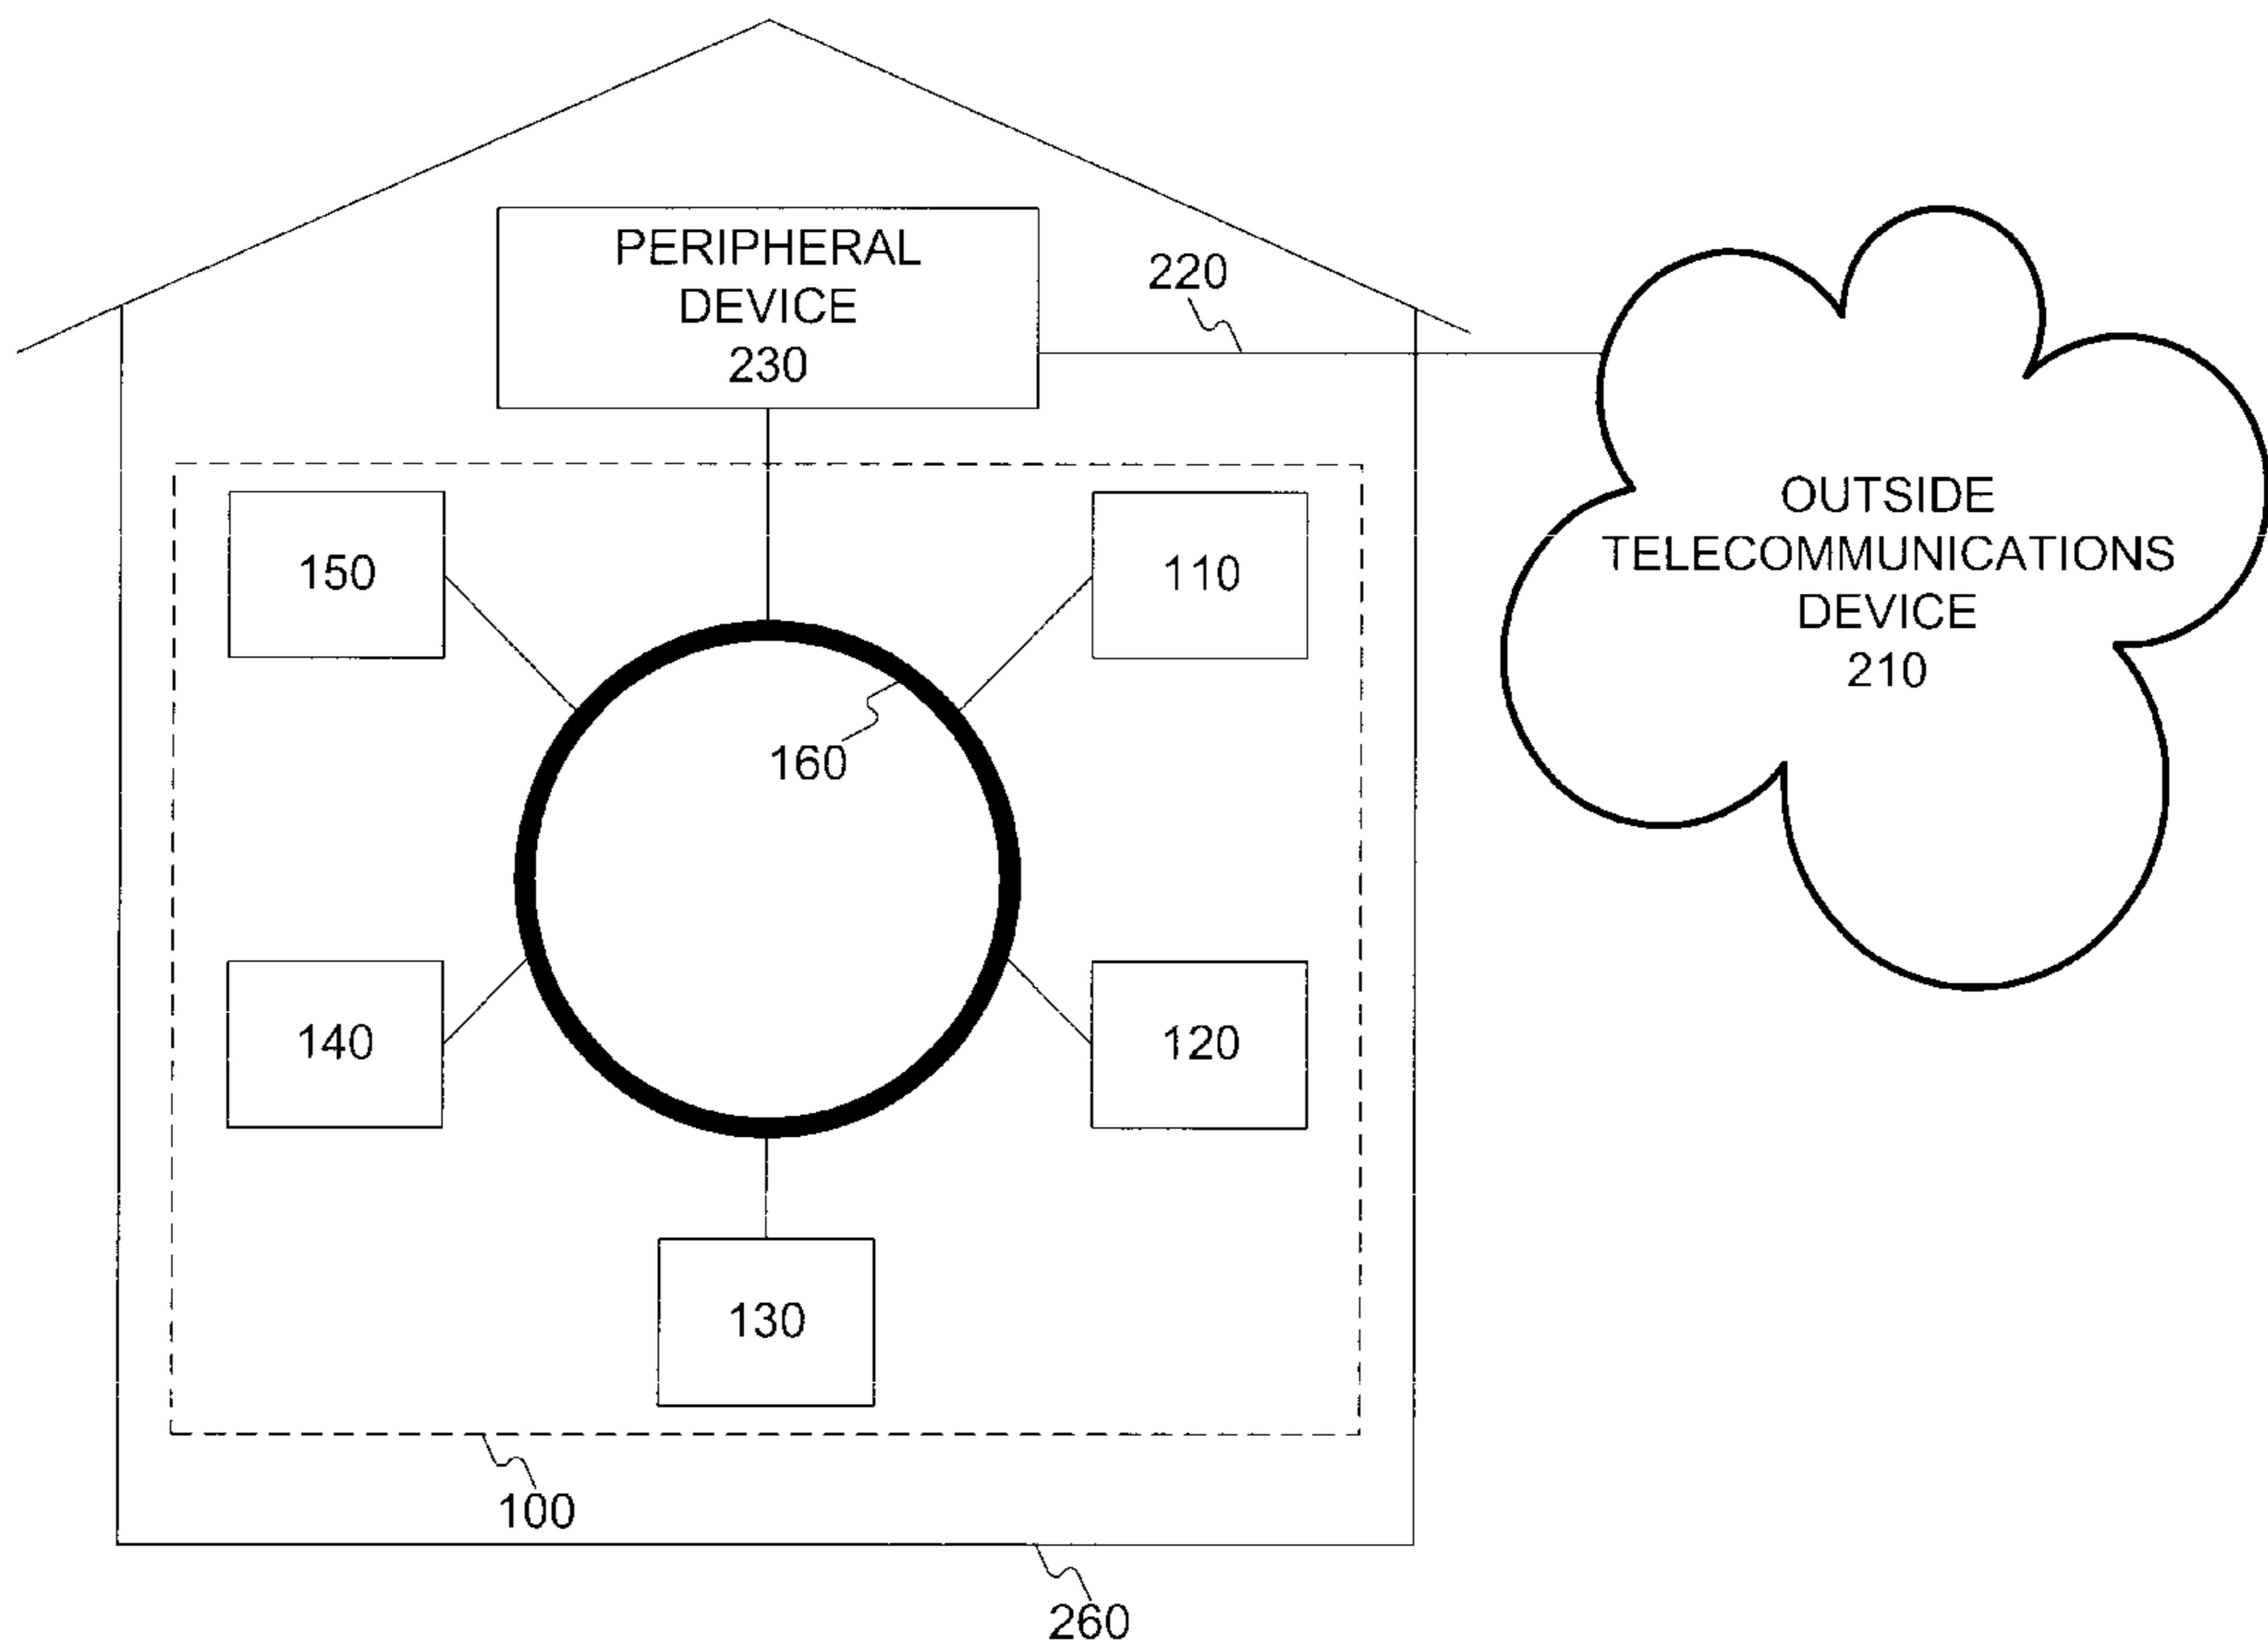 PERIPHERAL
DEVICE
230
220
OUTSIDE
TELECOMMUNICATIONS
DEVICE
210
150
110
160
140
120
130
100
260